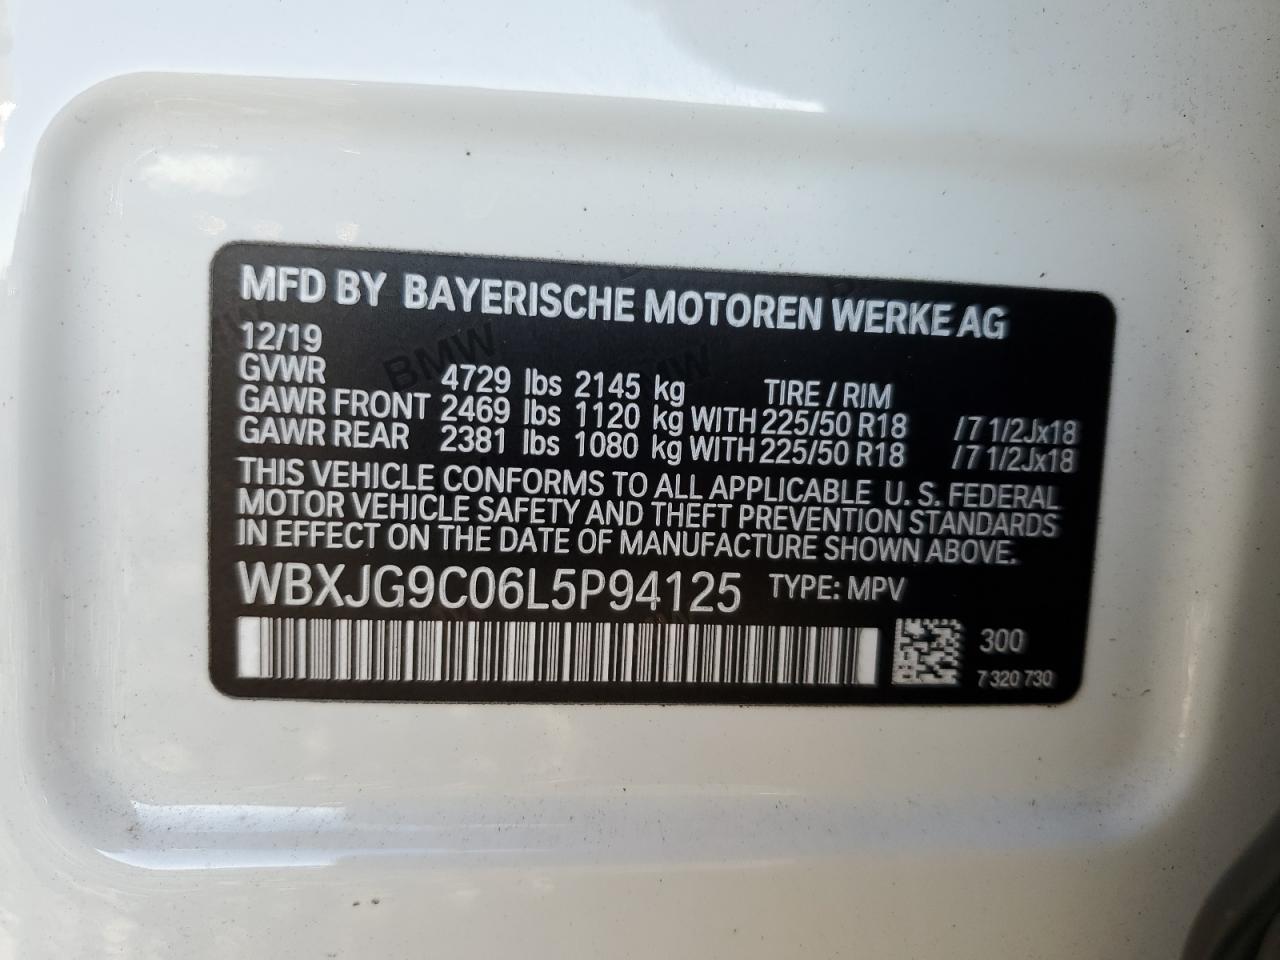 MFD BY BAYERISCHE MOTOREN WERKE AG
12/19
GVWR 4729 lbs 2145 kg TIRE / RIM
GAWR FRONT 2469 lbs 1120 kg WITH 225/50 R18 /7 1/2Jx18
GAWR REAR 2381 lbs 1080 kg WITH 225/50 R18 /7 1/2Jx18
THIS VEHICLE CONFORMS TO ALL APPLICABLE U. S. FEDERAL
MOTOR VEHICLE SAFETY AND THEFT PREVENTION STANDARDS
IN EFFECT ON THE DATE OF MANUFACTURE SHOWN ABOVE.
WBXJG9C06L5P94125 TYPE: MPV
300
7 320 730
BMW